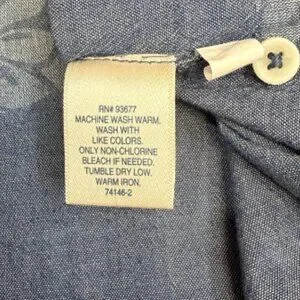 RN# 93677
MACHINE WASH WARM,
WASH WITH
LIKE COLORS.
ONLY NON-CHLORINE
BLEACH IF NEEDED.
TUMBLE DRY LOW.
WARM IRON.
74146-2